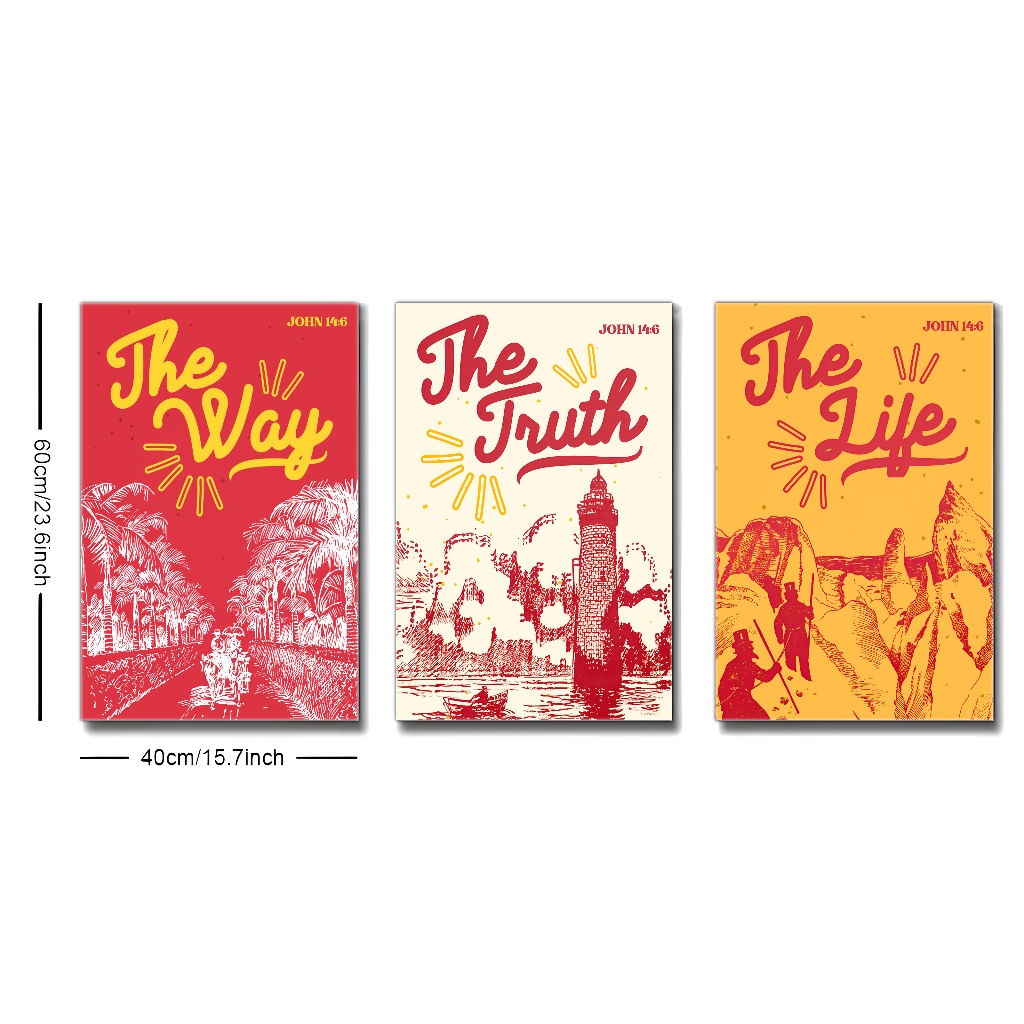 JOHN 14:6
The
Way
JOHN 14:6
The
Truth
JOHN 14:6
The
Life
60cm/23.6inch
40cm/15.7inch